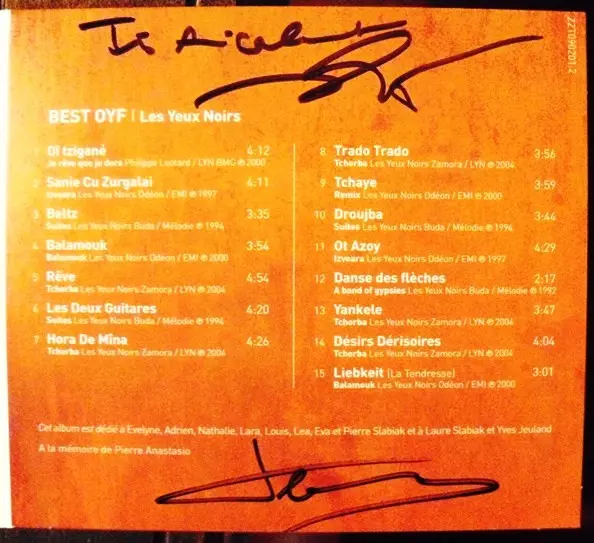 221090201-2
BEST OYF | Les Yeux Noirs
1 Oï tzigané 4:12
Je rêve que je dors Philippe Leotard / LYN BMG ℗ 2000
2 Sanie Cu Zurgalai 4:11
Izvoara Les Yeux Noirs Odéon / EMI ℗ 1997
3 Beltz 3:35
Suites Les Yeux Noirs Buda / Mélodie ℗ 1994
4 Balamouk 3:54
Balamouk Les Yeux Noirs Odéon / EMI ℗ 2000
5 Rêve 4:54
Tchorba Les Yeux Noirs Zamora / LYN ℗ 2004
6 Les Deux Guitares 4:20
Suites Les Yeux Noirs Buda / Mélodie ℗ 1994
7 Hora De Mîna 4:26
Tchorba Les Yeux Noirs Zamora / LYN ℗ 2004
8 Trado Trado 3:56
Tchorba Les Yeux Noirs Zamora / LYN ℗ 2004
9 Tchaye 3:59
Remix Les Yeux Noirs Odéon / EMI ℗ 2000
10 Droujba 3:44
Suites Les Yeux Noirs Buda / Mélodie ℗ 1994
11 Ot Azoy 4:29
Izvoara Les Yeux Noirs Odéon / EMI ℗ 1997
12 Danse des flèches 2:17
A band of gypsies Les Yeux Noirs Buda / Mélodie ℗ 1992
13 Yankele 3:47
Tchorba Les Yeux Noirs Zamora / LYN ℗ 2004
14 Désirs Dérisoires 4:04
Tchorba Les Yeux Noirs Zamora / LYN ℗ 2004
15 Liebkeit (La Tendresse) 3:01
Balamouk Les Yeux Noirs Odéon / EMI ℗ 2000
Cet album est dédié à Evelyne, Adrien, Nathalie, Lara, Louis, Lea, Eva et Pierre Slabiak et à Laure Slabiak et Yves Jeuland
A la mémoire de Pierre Anastasio